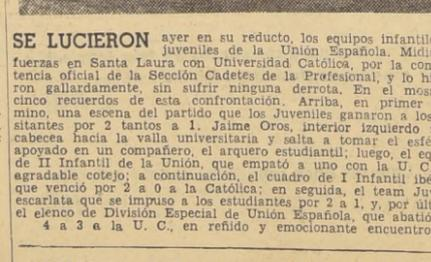 SE LUCIERON ayer en su reducto, los equipos infantil
juveniles de la Unión Española. Midi
fuerzas en Santa Laura con Universidad Católica, por la com
tencia oficial de la Sección Cadetes de la Profesional, y lo hi
ron gallardamente, sin sufrir ninguna derrota. En el mos
cinco recuerdos de esta confrontación. Arriba, en primer
mino, una escena del partido que los Juveniles ganaron a los
sitantes por 2 tantos a 1. Jaime Oros, interior izquierdo
cabecea hacia la valla universitaria y salta a tomar el esfé
apoyado en un compañero, el arquero estudiantil; luego, el eq
de II Infantil de la Unión, que empató a uno con la U. C
agradable cotejo; a continuación, el cuadro de I Infantil ibé
que venció por 2 a 0 a la Católica; en seguida, el team Ju
escarlata que se impuso a los estudiantes por 2 a 1, y, por últ
el elenco de División Especial de Unión Española, que abatió
4 a 3 a la U. C., en reñido y emocionante encuentro